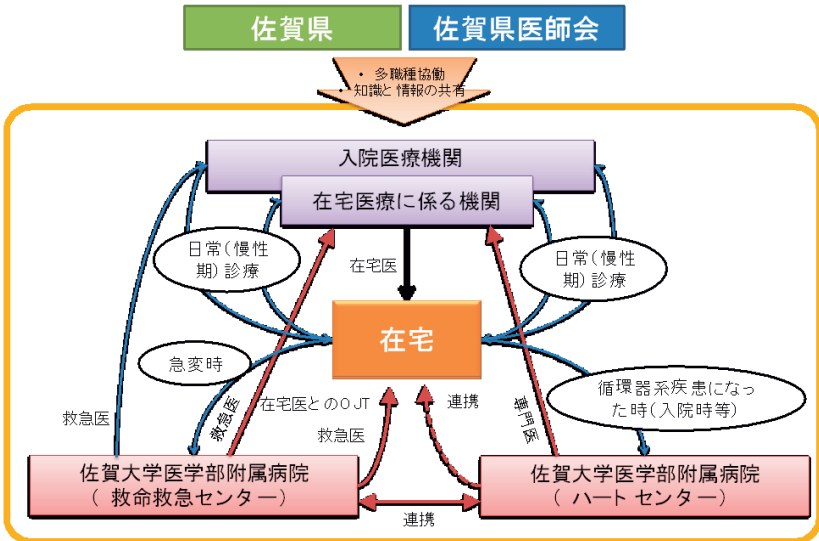 佐賀県
佐賀県医師会
・ 多職種協働
・ 知識と情報の共有
入院医療機関
在宅医療に係る機関
日常(慢性
期)診療
在宅医
日常(慢性
期)診療
在宅
急変時
循環器系疾患になっ
た時(入院時等)
救急医
救急医
在宅医とのOJT
救急医
連携
専門医
佐賀大学医学部附属病院
( 救命救急センター)
佐賀大学医学部附属病院
( ハートセンター)
連携